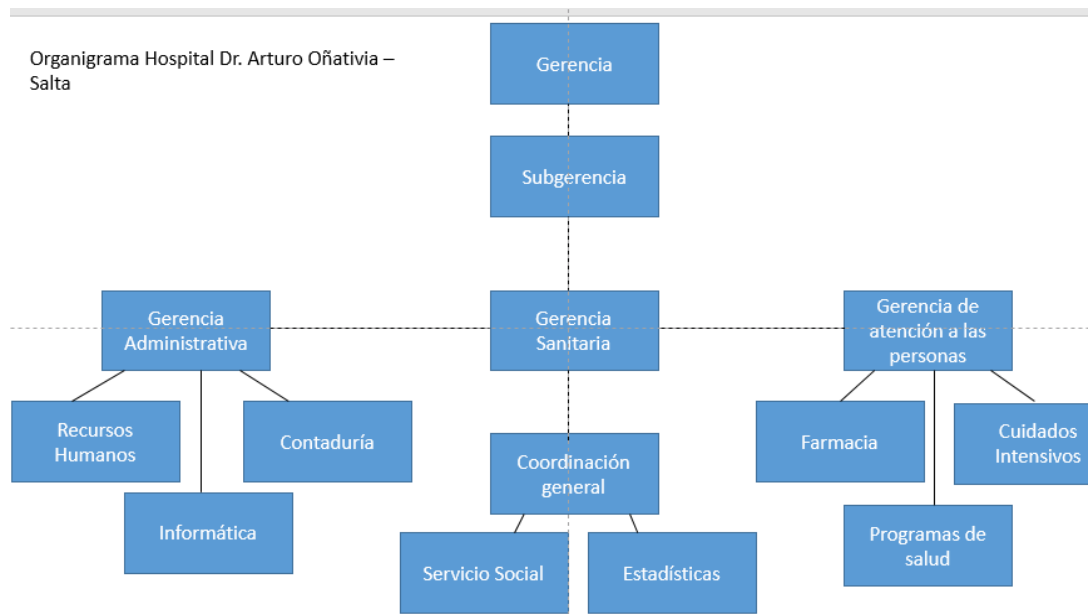 Organigrama Hospital Dr. Arturo Oñativia –
Salta
Gerencia
Subgerencia
Gerencia
Administrativa
Gerencia
Sanitaria
Gerencia de
atención a las
personas
Recursos
Humanos
Contaduría
Informática
Coordinación
general
Servicio Social
Estadísticas
Farmacia
Cuidados
Intensivos
Programas de
salud